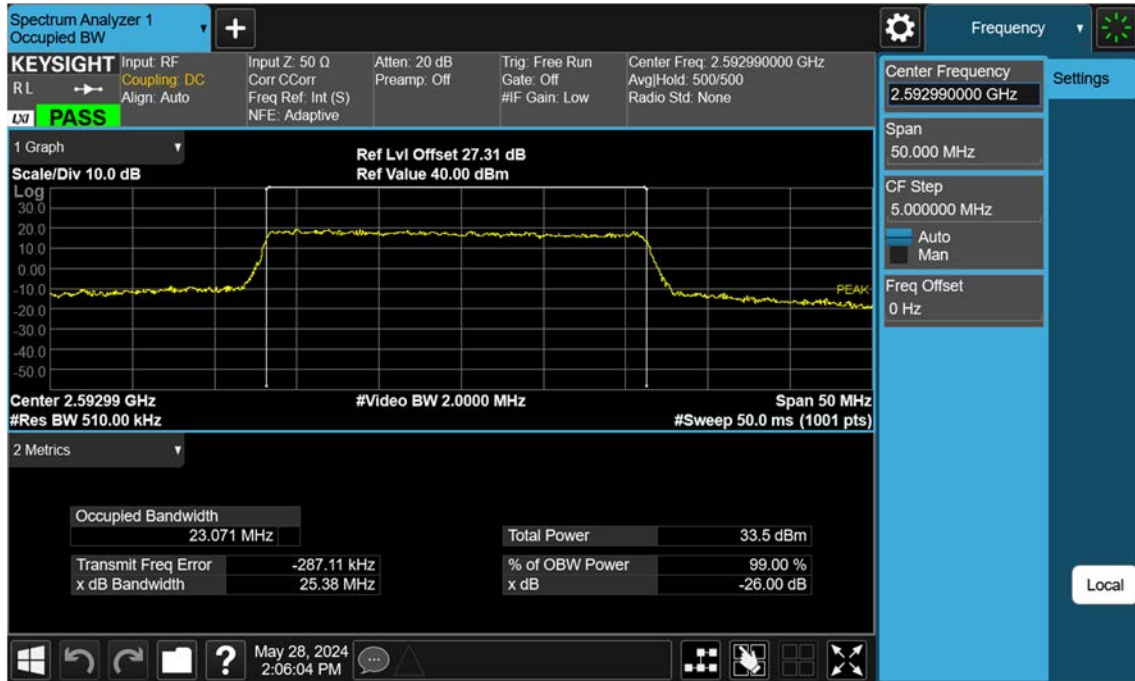 Spectrum Analyzer 1
Occupied BW
+
Frequency
KEYSIGHT
Input: RF
Coupling: DC
Align: Auto
R L
LXI
PASS
Input Z: 50 Ω
Corr CCorr
Freq Ref: Int (S)
NFE: Adaptive
Atten: 20 dB
Preamp: Off
Trig: Free Run
Gate: Off
#IF Gain: Low
Center Freq: 2.592990000 GHz
Avg|Hold: 500/500
Radio Std: None
Center Frequency
2.592990000 GHz
Settings
Span
50.000 MHz
CF Step
5.000000 MHz
Auto
Man
Freq Offset
0 Hz
Local
1 Graph
Scale/Div 10.0 dB
Ref Lvl Offset 27.31 dB
Ref Value 40.00 dBm
Log
30.0
20.0
10.0
0.00
-10.0
-20.0
-30.0
-40.0
-50.0
PEAK
Center 2.59299 GHz
#Video BW 2.0000 MHz
Span 50 MHz
#Res BW 510.00 kHz
#Sweep 50.0 ms (1001 pts)
2 Metrics
Occupied Bandwidth
23.071 MHz
Total Power 33.5 dBm
Transmit Freq Error -287.11 kHz
% of OBW Power 99.00 %
x dB Bandwidth 25.38 MHz
x dB -26.00 dB
?
May 28, 2024
2:06:04 PM